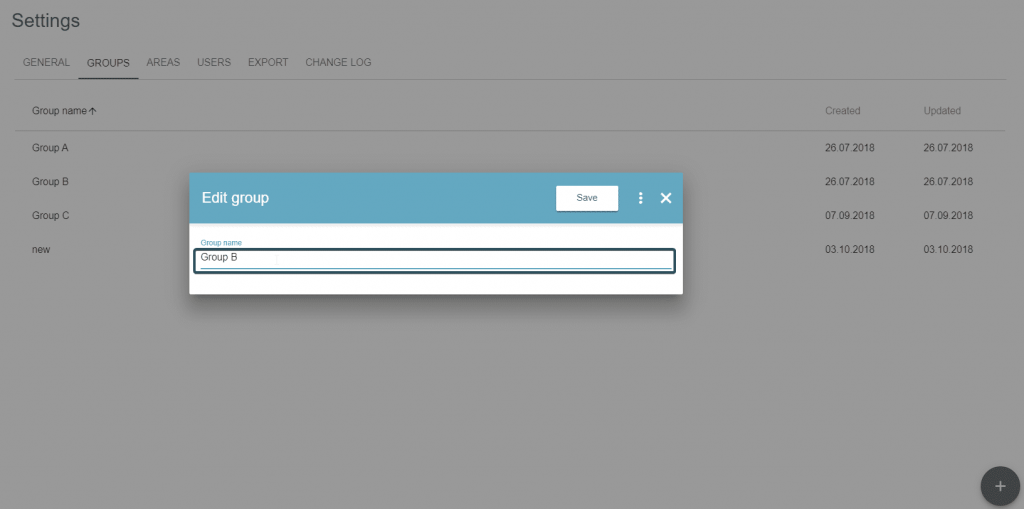 Settings
GENERAL GROUPS AREAS USERS EXPORT CHANGE LOG
Group name Created Updated
Group A 26.07.2018 26.07.2018
Group B 26.07.2018 26.07.2018
Group C 07.09.2018 07.09.2018
new 03.10.2018 03.10.2018
Edit group Save
Group name
Group B